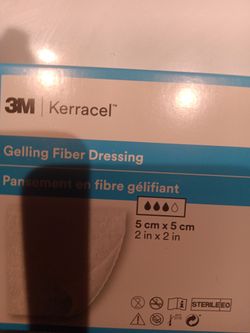 3M | Kerracel™
Gelling Fiber Dressing
Pansement en fibre gélifiant
5 cm x 5 cm
2 in x 2 in
STERILE EO